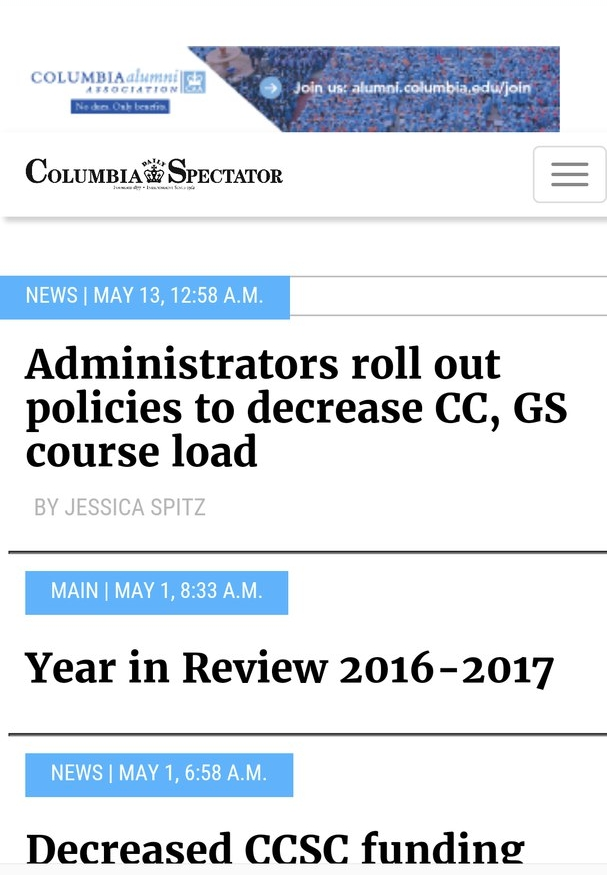 COLUMBIA alumni
ASSOCIATION
No dues. Only benefits.
Join us: alumni.columbia.edu/join
COLUMBIA DAILY SPECTATOR
NEWS | MAY 13, 12:58 A.M.
Administrators roll out
policies to decrease CC, GS
course load
BY JESSICA SPITZ
MAIN | MAY 1, 8:33 A.M.
Year in Review 2016-2017
NEWS | MAY 1, 6:58 A.M.
Decreased CCSC funding